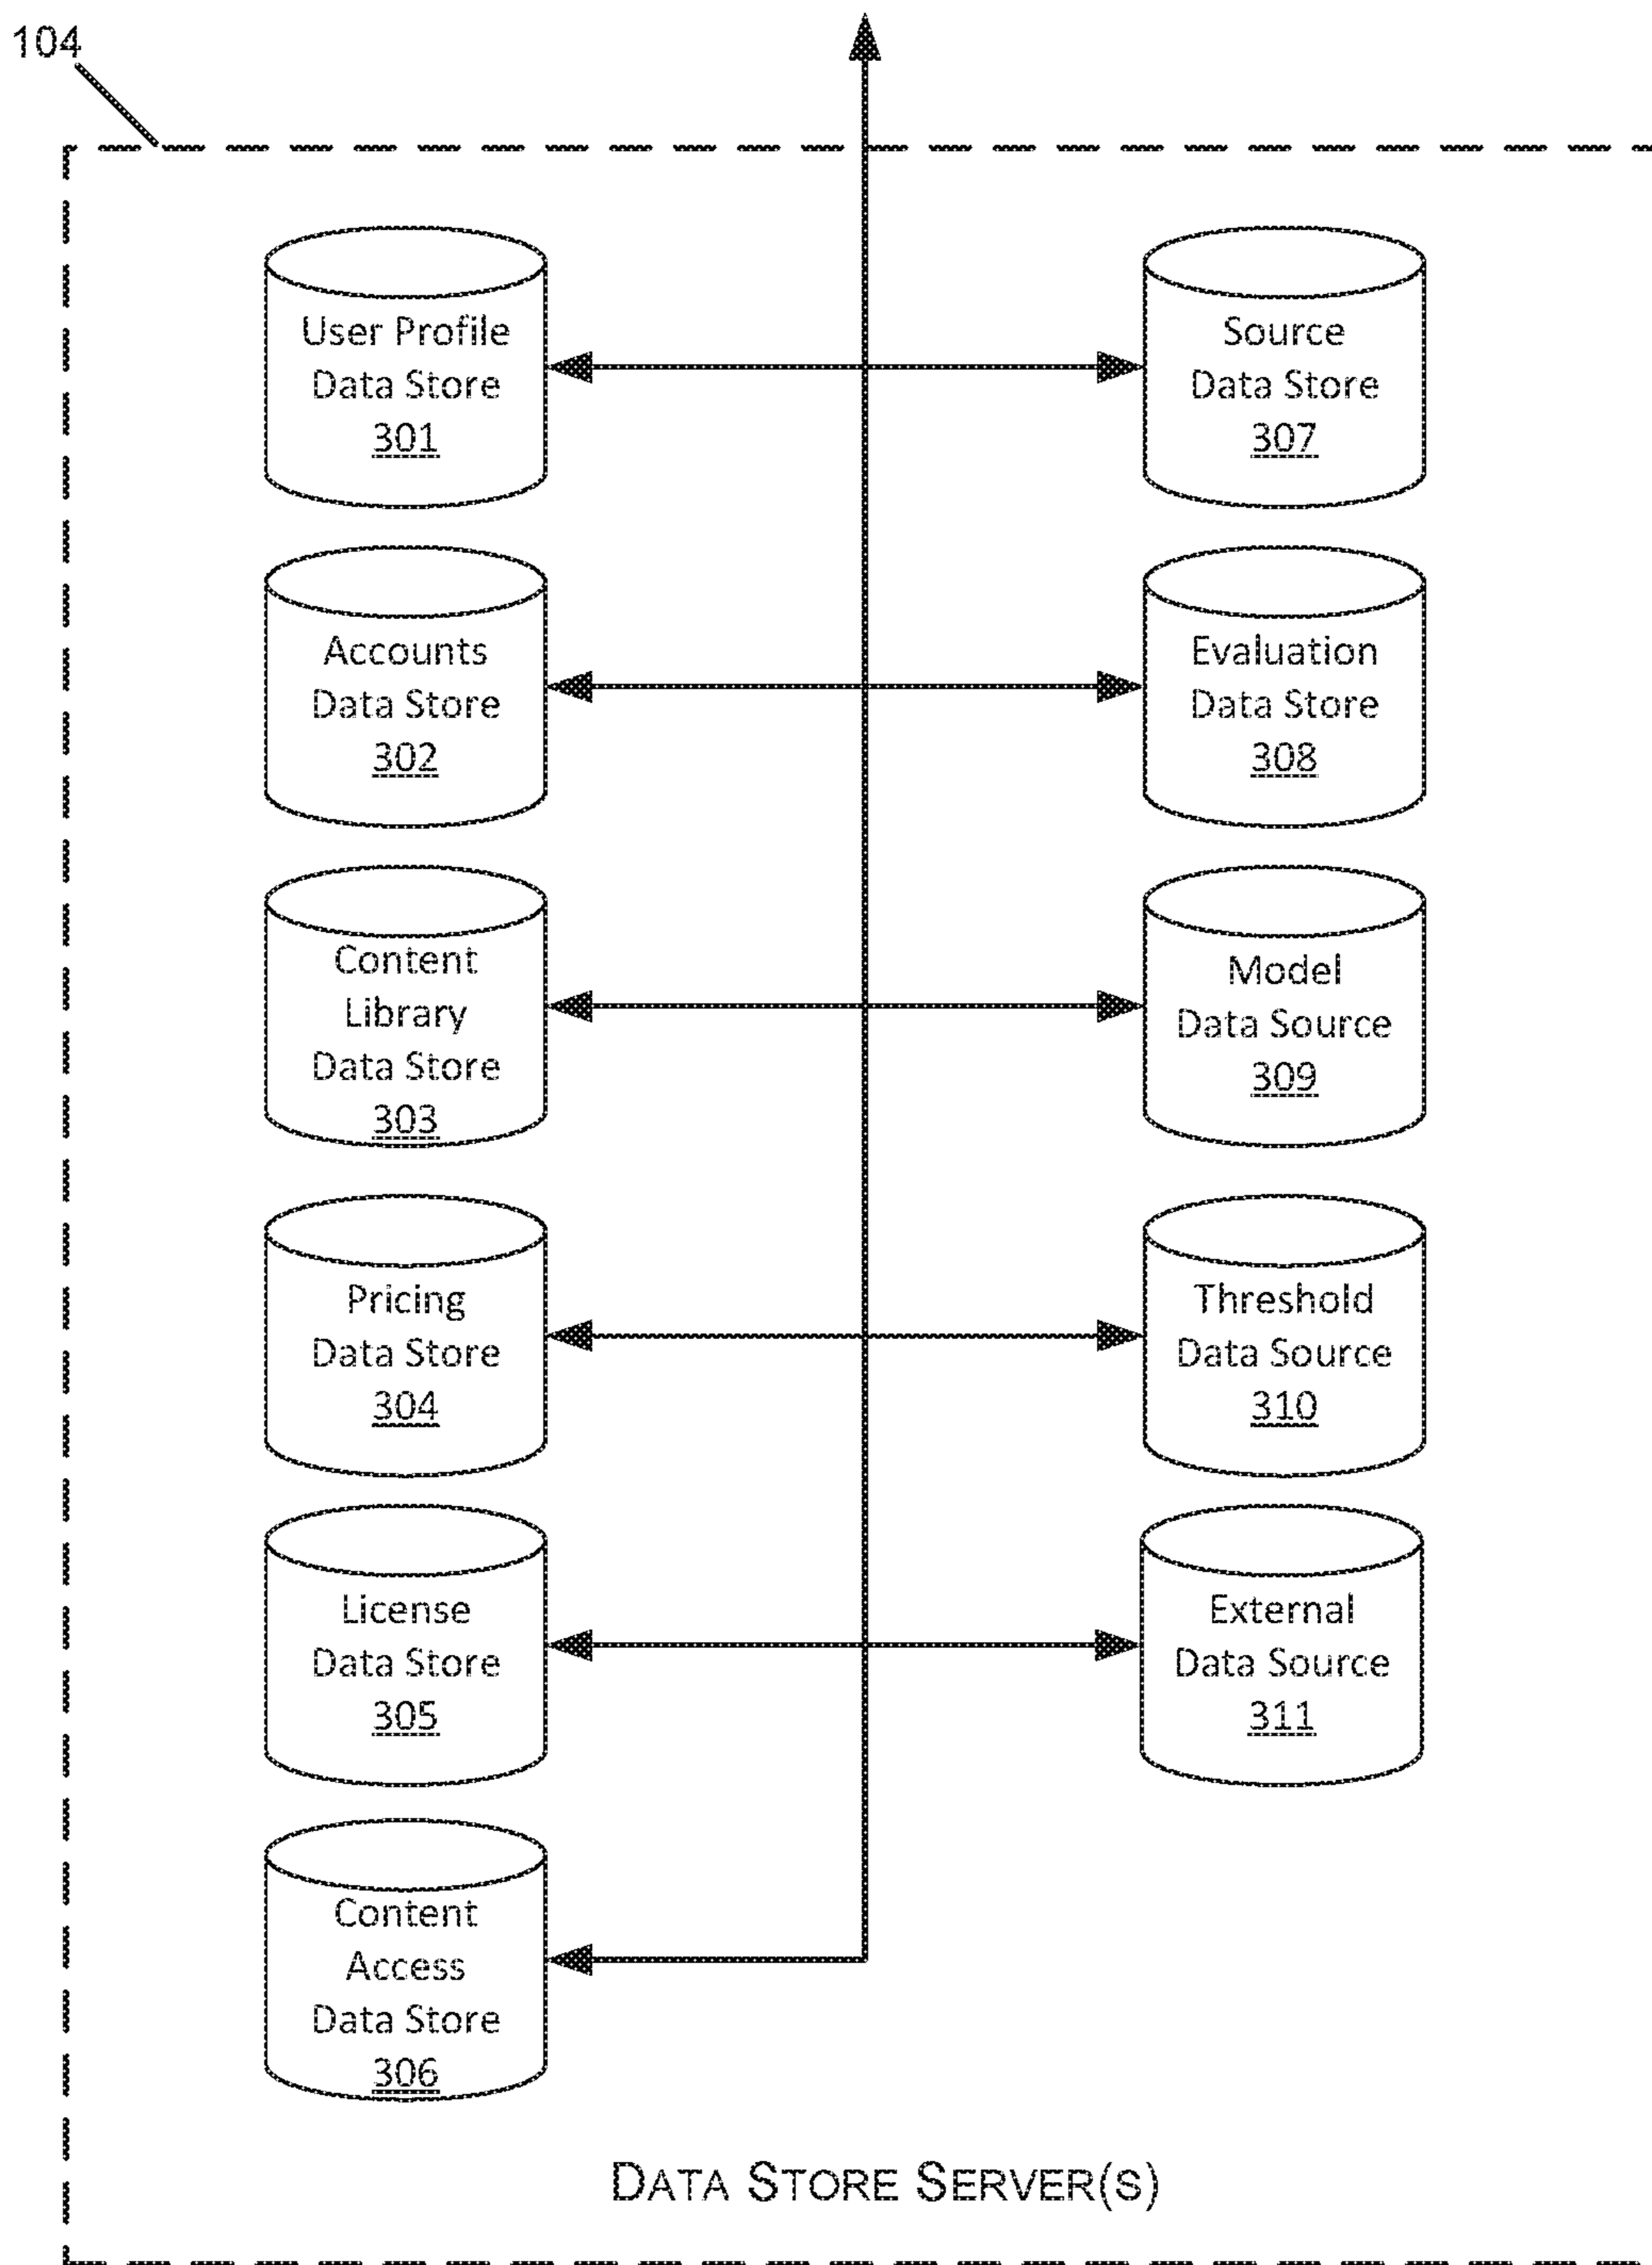 104
User Profile
Data Store
301
Accounts
Data Store
302
Content
Library
Data Store
303
Pricing
Data Store
304
License
Data Store
305
Content
Access
Data Store
306
Source
Data Store
307
Evaluation
Data Store
308
Model
Data Source
309
Threshold
Data Source
310
External
Data Source
311
DATA STORE SERVER(S)